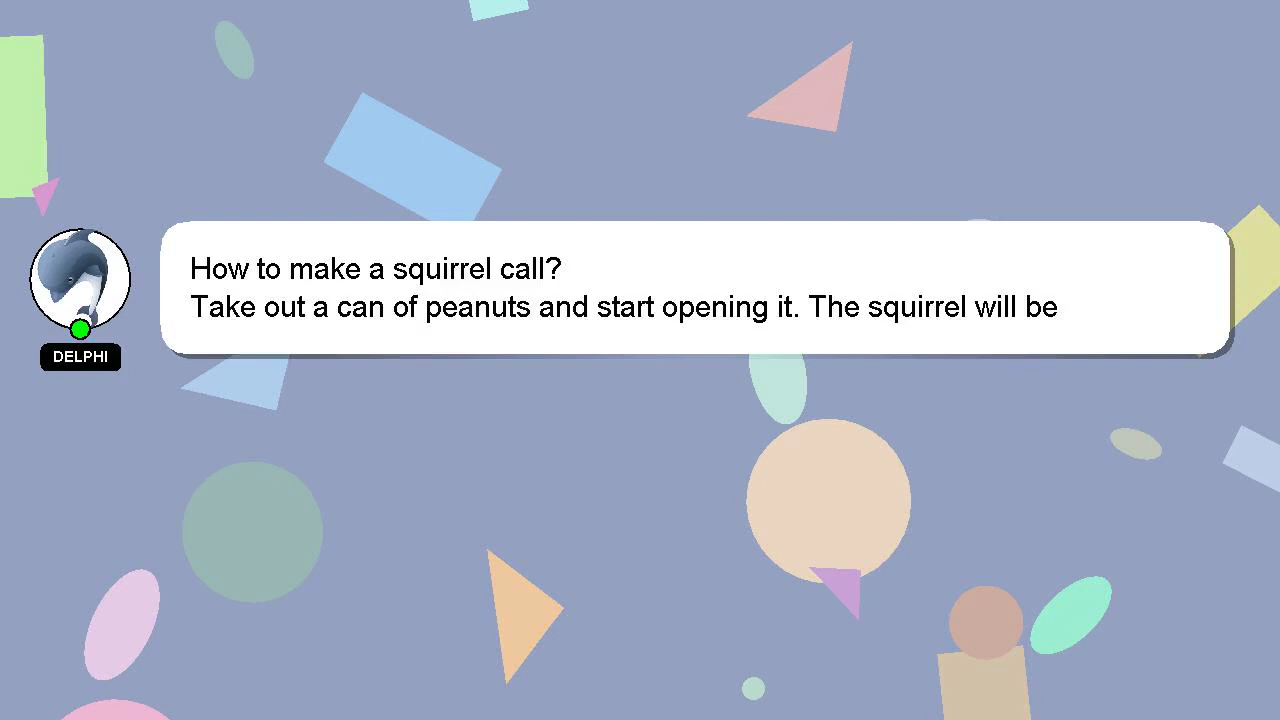 How to make a squirrel call?
Take out a can of peanuts and start opening it. The squirrel will be
DELPHI